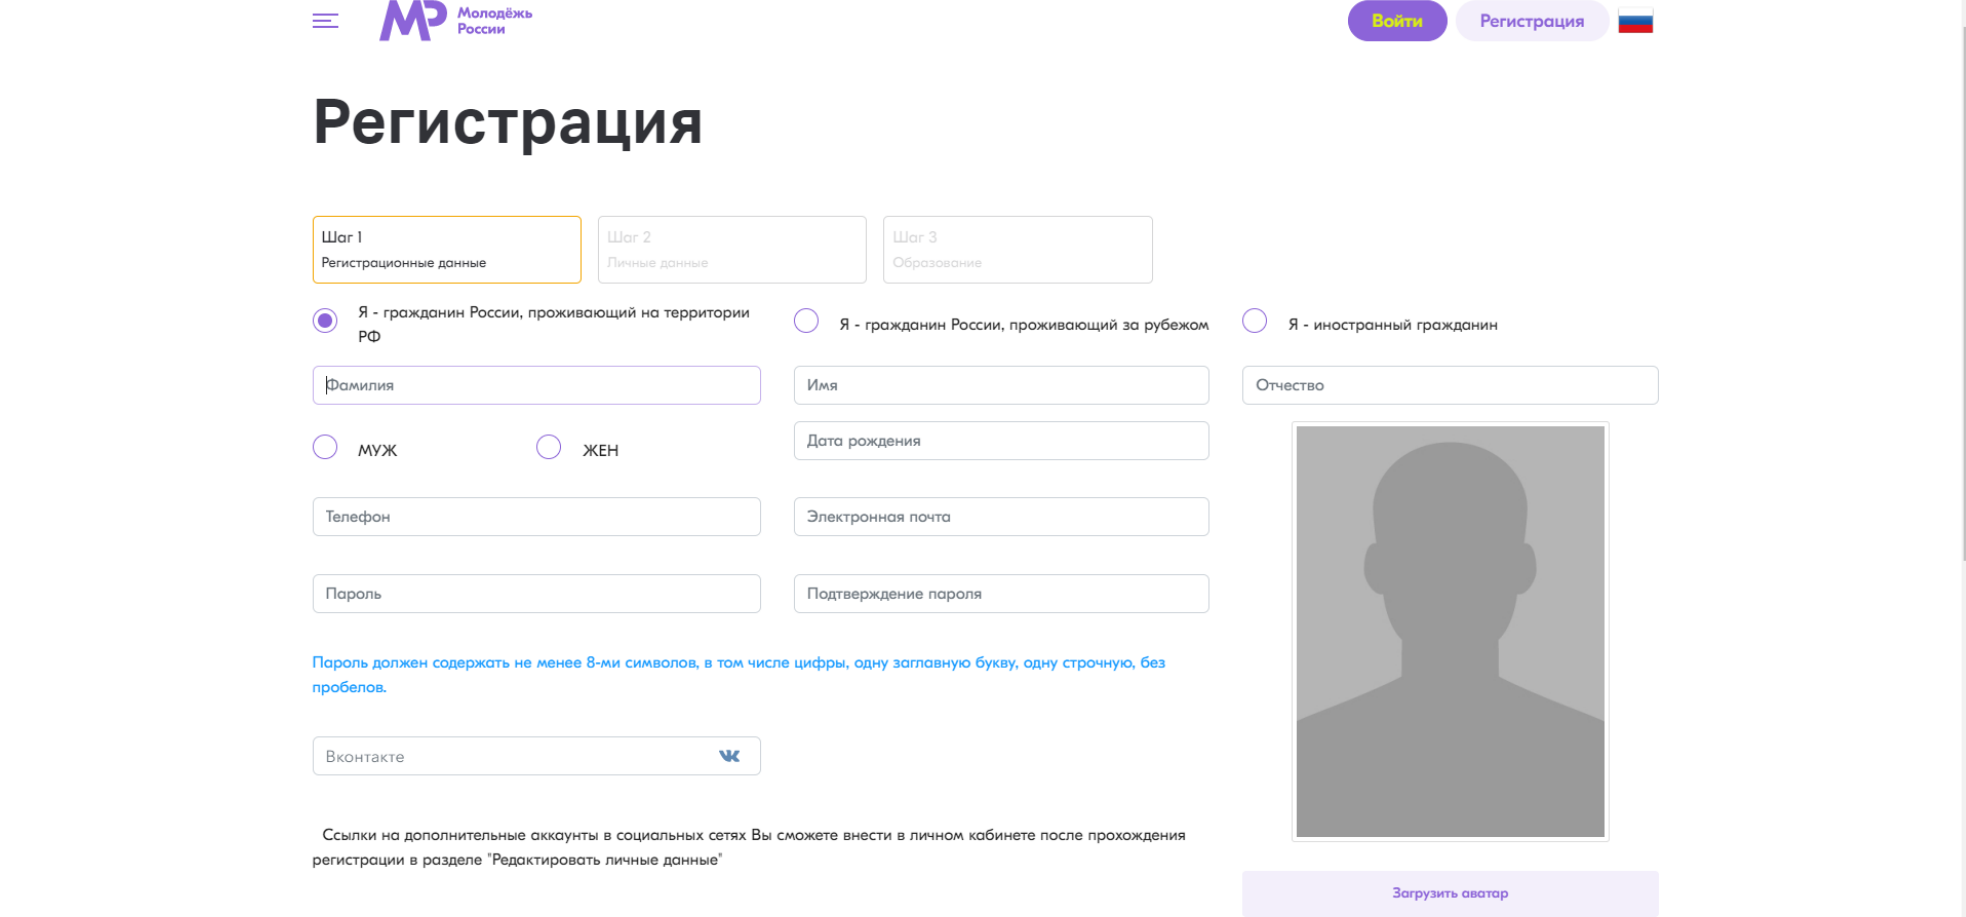 Молодёжь
России
Войти
Регистрация
Регистрация
Шаг 1
Регистрационные данные
Шаг 2
Личные данные
Шаг 3
Образование
Я - гражданин России, проживающий на территории
РФ
Я - гражданин России, проживающий за рубежом
Я - иностранный гражданин
Фамилия
Имя
Отчество
МУЖ
ЖЕН
Дата рождения
Телефон
Электронная почта
Пароль
Подтверждение пароля
Пароль должен содержать не менее 8-ми символов, в том числе цифры, одну заглавную букву, одну строчную, без
пробелов.
Вконтакте
Ссылки на дополнительные аккаунты в социальных сетях Вы сможете внести в личном кабинете после прохождения
регистрации в разделе "Редактировать личные данные"
Загрузить аватар